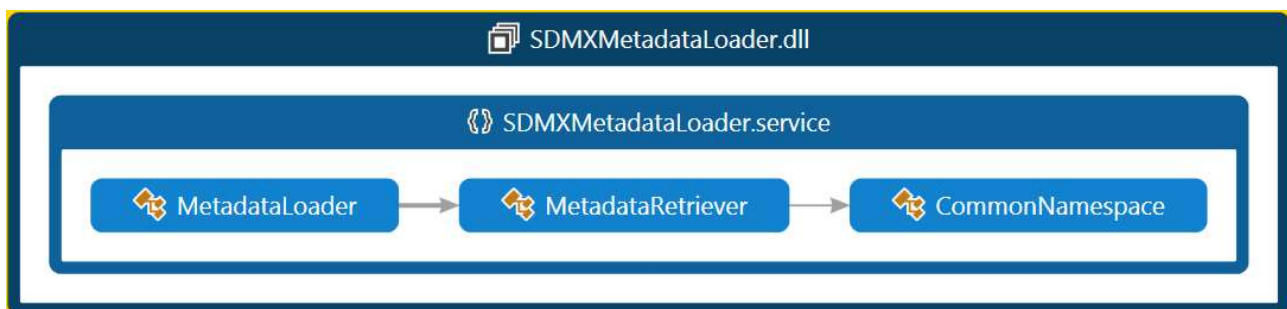 SDMXMetadataLoader.dll
SDMXMetadataLoader.service
MetadataLoader
MetadataRetriever
CommonNamespace